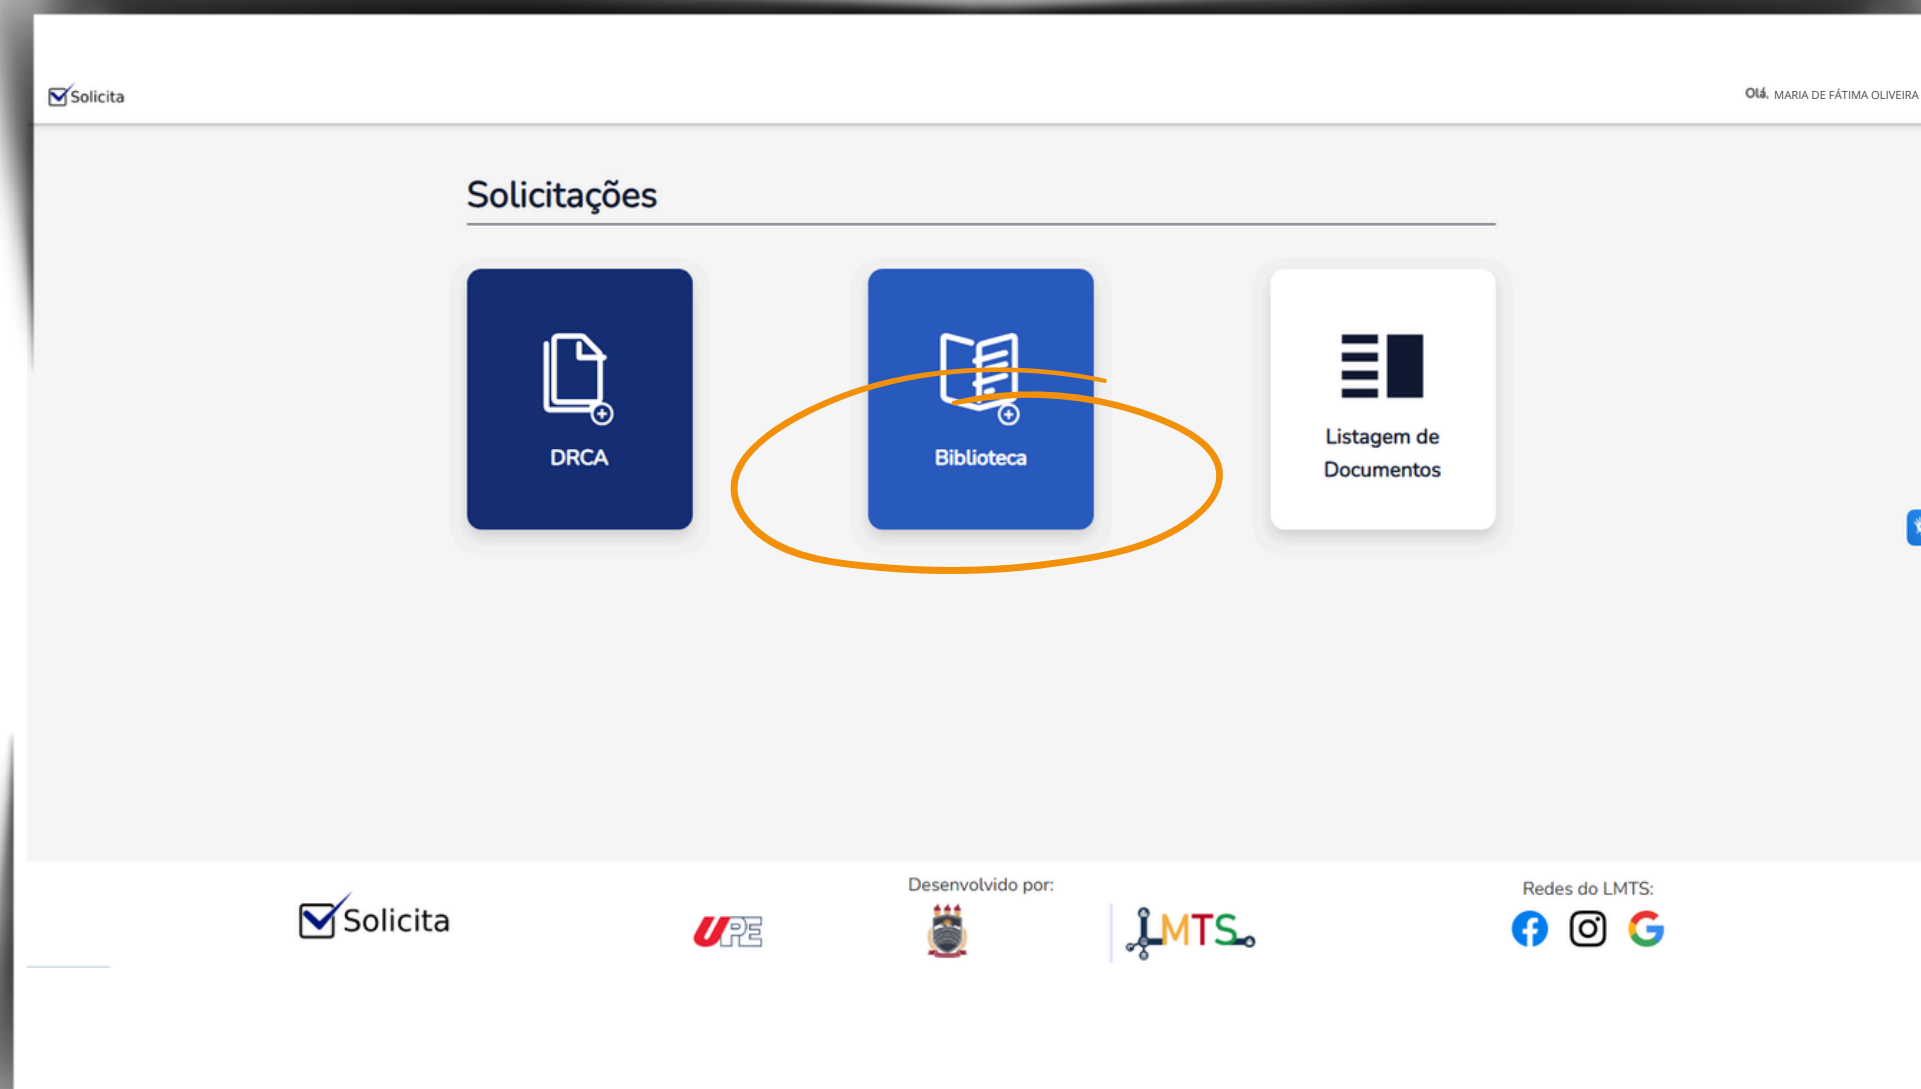 Solicita
Olá, MARIA DE FÁTIMA OLIVEIRA
Solicitações
DRCA
Biblioteca
Listagem de
Documentos
Desenvolvido por:
Redes do LMTS:
Solicita
UPE
LMTS